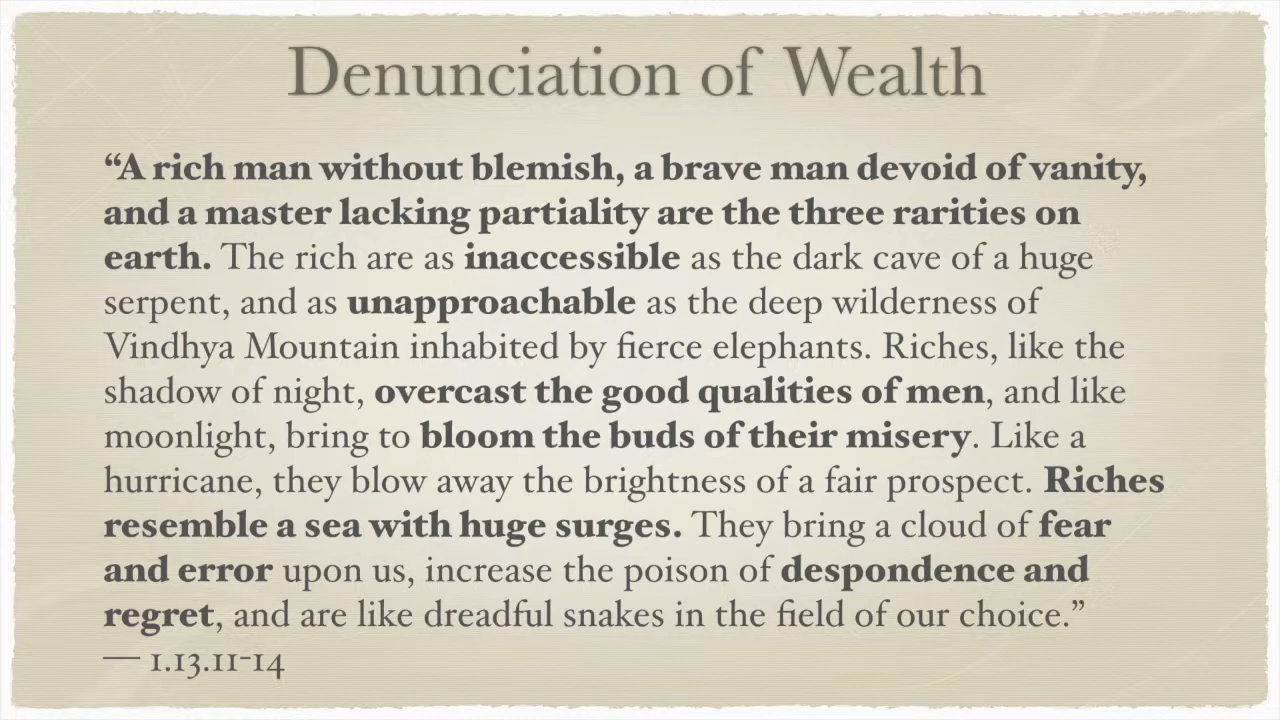 Denunciation of Wealth
“A rich man without blemish, a brave man devoid of vanity,
and a master lacking partiality are the three rarities on
earth. The rich are as inaccessible as the dark cave of a huge
serpent, and as unapproachable as the deep wilderness of
Vindhya Mountain inhabited by fierce elephants. Riches, like the
shadow of night, overcast the good qualities of men, and like
moonlight, bring to bloom the buds of their misery. Like a
hurricane, they blow away the brightness of a fair prospect. Riches
resemble a sea with huge surges. They bring a cloud of fear
and error upon us, increase the poison of despondence and
regret, and are like dreadful snakes in the field of our choice.”
— 1.13.11-14